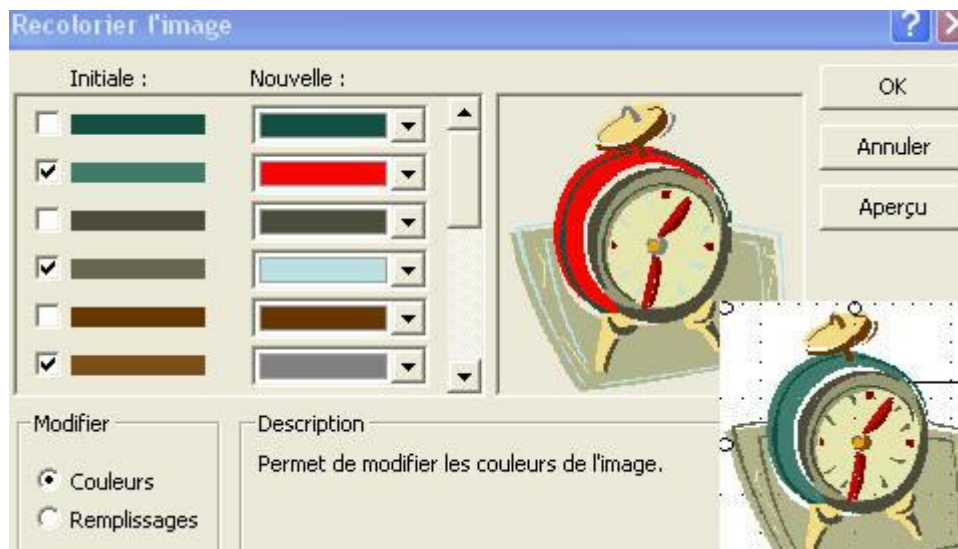 Recolorier l'image
Initiale :
Nouvelle :
OK
Annuler
Aperçu
Modifier
Couleurs
Remplissages
Description
Permet de modifier les couleurs de l'image.